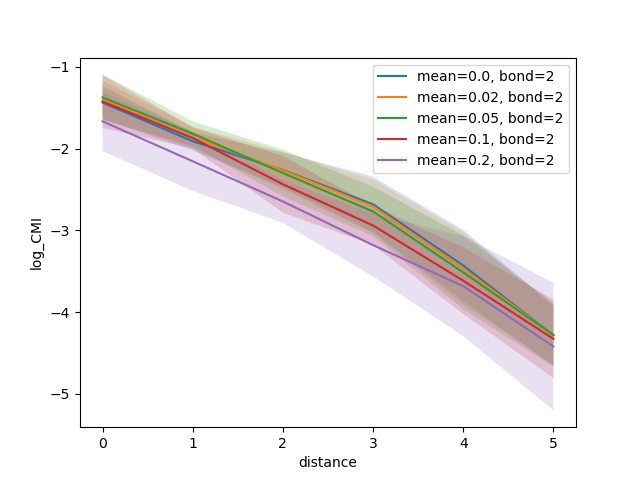 −1
−2
−3
−4
−5
log_CMI
0 1 2 3 4 5
distance
mean=0.0, bond=2
mean=0.02, bond=2
mean=0.05, bond=2
mean=0.1, bond=2
mean=0.2, bond=2